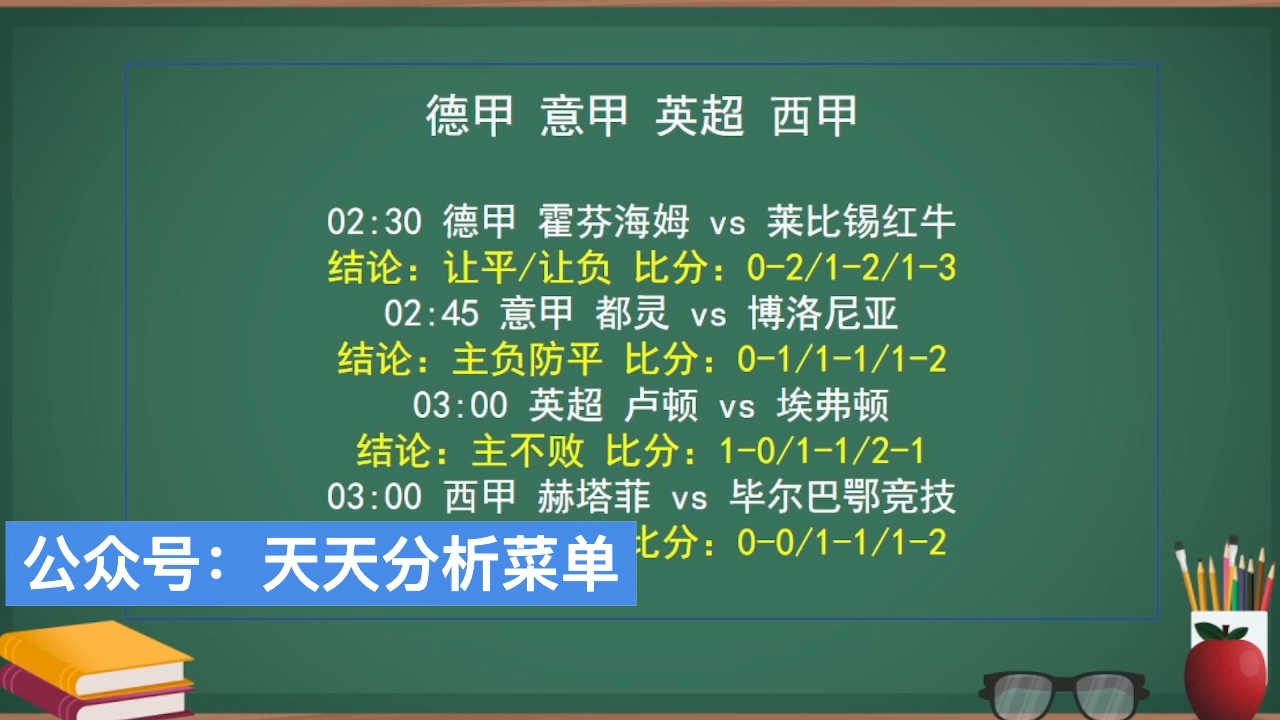 德甲 意甲 英超 西甲
02:30 德甲 霍芬海姆 vs 莱比锡红牛
结论：让平/让负 比分：0-2/1-2/1-3
02:45 意甲 都灵 vs 博洛尼亚
结论：主负防平 比分：0-1/1-1/1-2
03:00 英超 卢顿 vs 埃弗顿
结论：主不败 比分：1-0/1-1/2-1
03:00 西甲 赫塔菲 vs 毕尔巴鄂竞技
比分：0-0/1-1/1-2
公众号：天天分析菜单